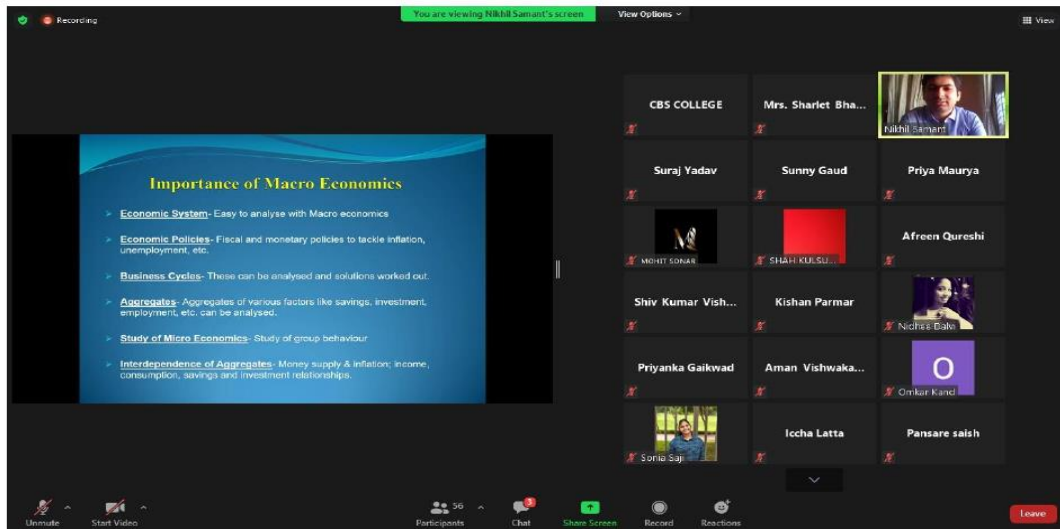 Recording
You are viewing Nikhil Samant's screen
View Options
View
Importance of Macro Economics
Economic System- Easy to analyse with Macro economics
Economic Policies- Fiscal and monetary policies to tackle inflation,
unemployment, etc.
Business Cycles- These can be analysed and solutions worked out.
Aggregates- Aggregates of various factors like savings, investment,
employment, etc. can be analysed.
Study of Micro Economics- Study of group behaviour
Interdependence of Aggregates- Money supply & inflation; income,
consumption, savings and investment relationships.
CBS COLLEGE
Mrs. Sharlet Bha...
Nikhil Samant
Suraj Yadav
Sunny Gaud
Priya Maurya
MOHIT SONAR
SHAH KULSU...
Afreen Qureshi
Shiv Kumar Vish...
Kishan Parmar
Nidhee Dalvi
Priyanka Gaikwad
Aman Vishwaka...
O
Omkar Kand
Sonia Saji
Iccha Latta
Pansare saish
Unmute
Start Video
56
Participants
3
Chat
Share Screen
Record
Reactions
Leave